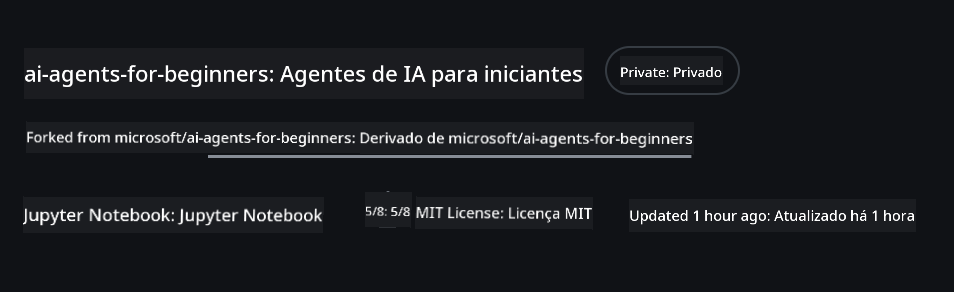 ai-agents-for-beginners: Agentes de IA para iniciantes
Private: Privado
Forked from microsoft/ai-agents-for-beginners: Derivado de microsoft/ai-agents-for-beginners
Jupyter Notebook: Jupyter Notebook
5/8: 5/8
MIT License: Licença MIT
Updated 1 hour ago: Atualizado há 1 hora